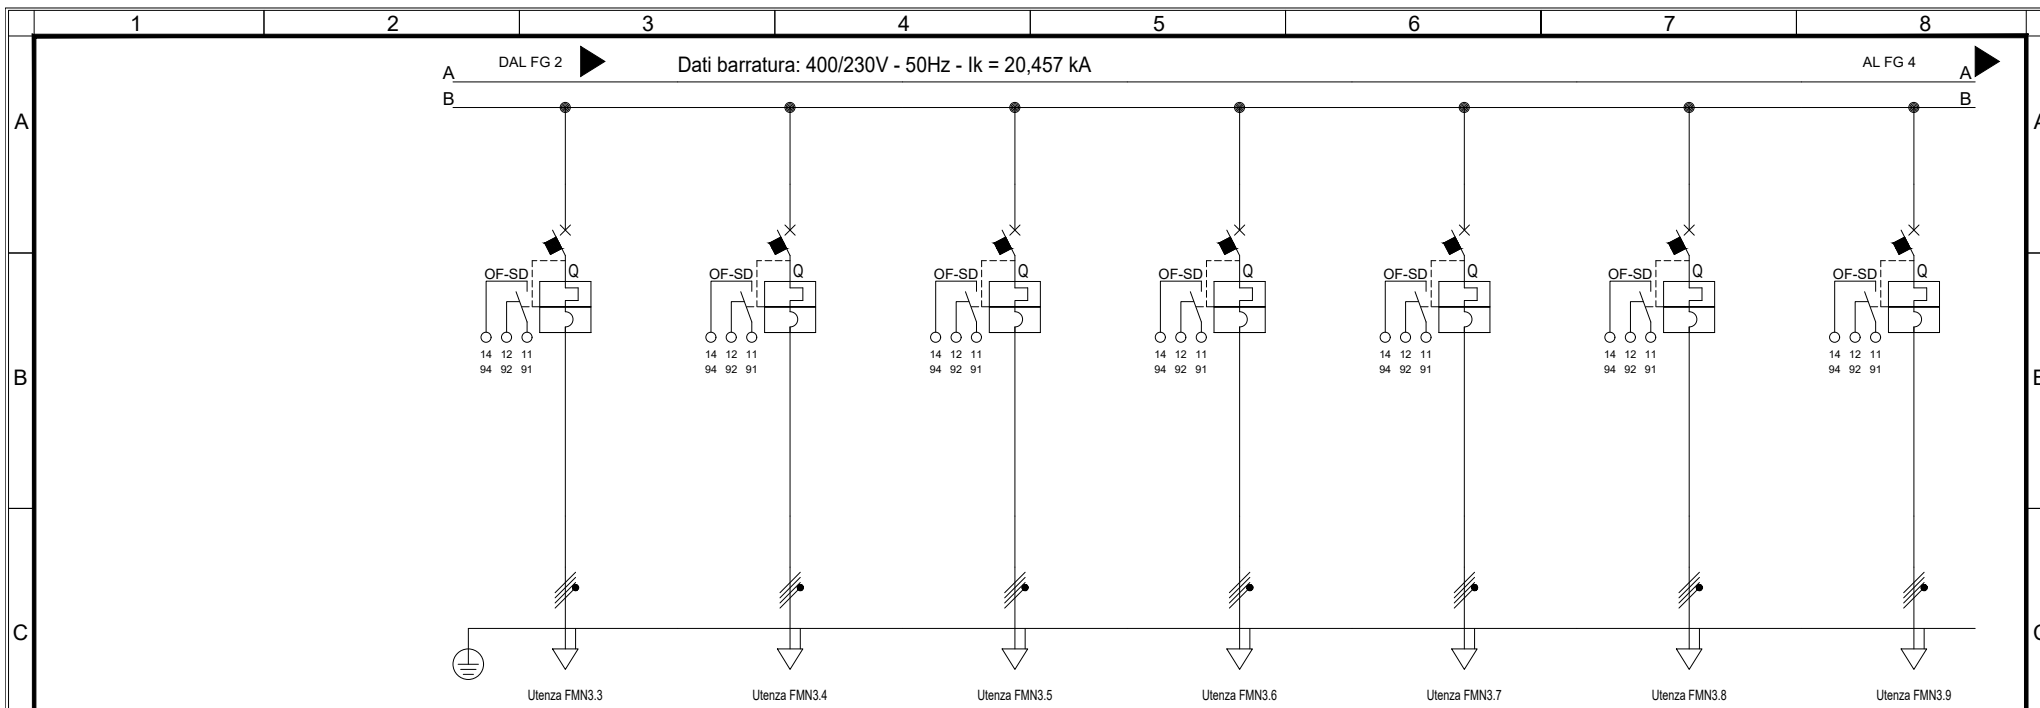 1 2 3 4 5 6 7 8
DAL FG 2 Dati barratura: 400/230V - 50Hz - Ik = 20,457 kA AL FG 4
A A
B B
A A
OF-SD Q OF-SD Q OF-SD Q OF-SD Q OF-SD Q OF-SD Q OF-SD Q
14 12 11 14 12 11 14 12 11 14 12 11 14 12 11 14 12 11 14 12 11
94 92 91 94 92 91 94 92 91 94 92 91 94 92 91 94 92 91 94 92 91
B B
C C
Utenza FMN3.3 Utenza FMN3.4 Utenza FMN3.5 Utenza FMN3.6 Utenza FMN3.7 Utenza FMN3.8 Utenza FMN3.9